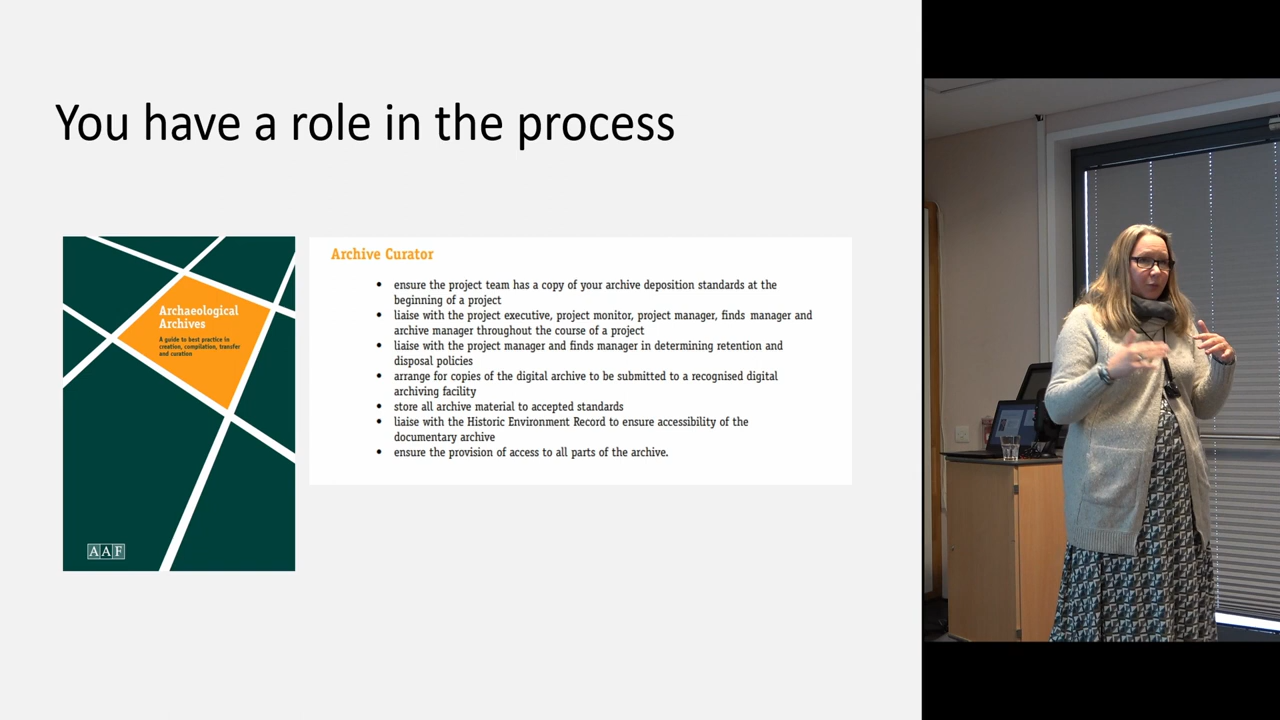 You have a role in the process
Archaeological
Archives
A guide to best practice in
creation, compilation, transfer
and curation
AAF
Archive Curator
• ensure the project team has a copy of your archive deposition standards at the
beginning of a project
• liaise with the project executive, project monitor, project manager, finds manager and
archive manager throughout the course of a project
• liaise with the project manager and finds manager in determining retention and
disposal policies
• arrange for copies of the digital archive to be submitted to a recognised digital
archiving facility
• store all archive material to accepted standards
• liaise with the Historic Environment Record to ensure accessibility of the
documentary archive
• ensure the provision of access to all parts of the archive.